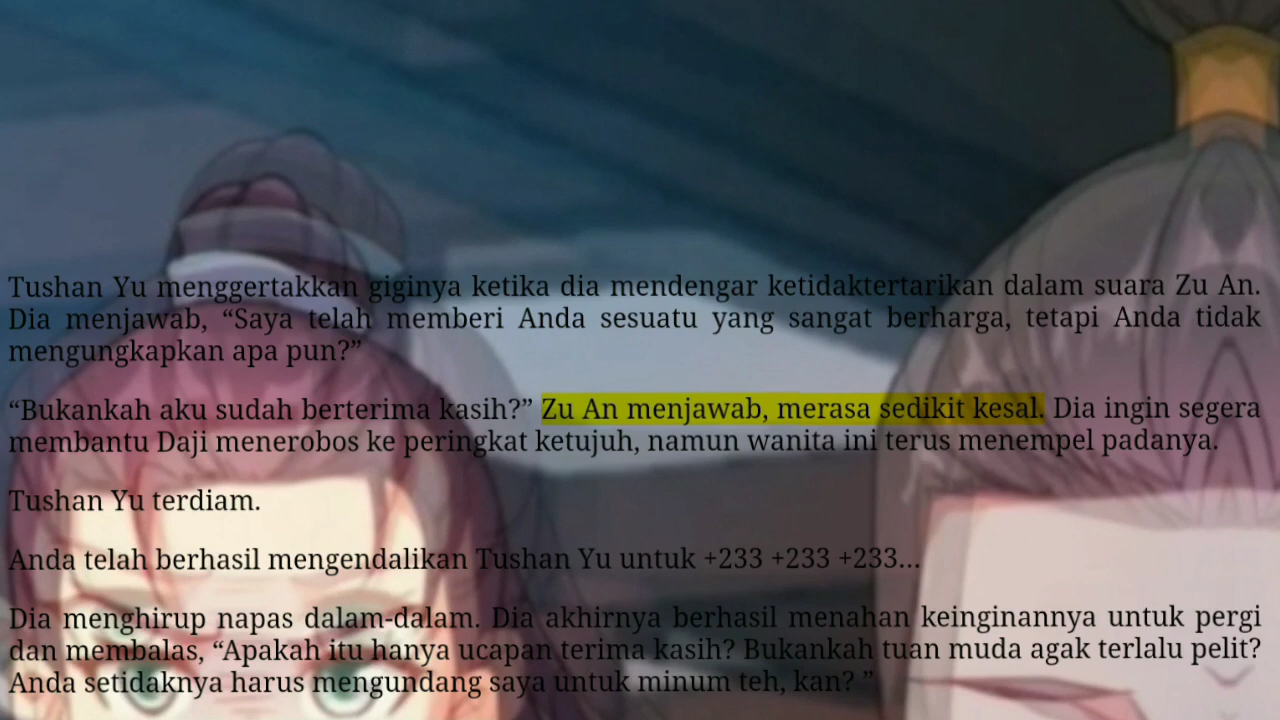 Tushan Yu menggertakkan giginya ketika dia mendengar ketidaktertarikan dalam suara Zu An.
Dia menjawab, “Saya telah memberi Anda sesuatu yang sangat berharga, tetapi Anda tidak
mengungkapkan apa pun?”
“Bukankah aku sudah berterima kasih?” Zu An menjawab, merasa sedikit kesal. Dia ingin segera
membantu Daji menerobos ke peringkat ketujuh, namun wanita ini terus menempel padanya.
Tushan Yu terdiam.
Anda telah berhasil mengendalikan Tushan Yu untuk +233 +233 +233...
Dia menghirup napas dalam-dalam. Dia akhirnya berhasil menahan keinginannya untuk pergi
dan membalas, “Apakah itu hanya ucapan terima kasih? Bukankah tuan muda agak terlalu pelit?
Anda setidaknya harus mengundang saya untuk minum teh, kan? ”